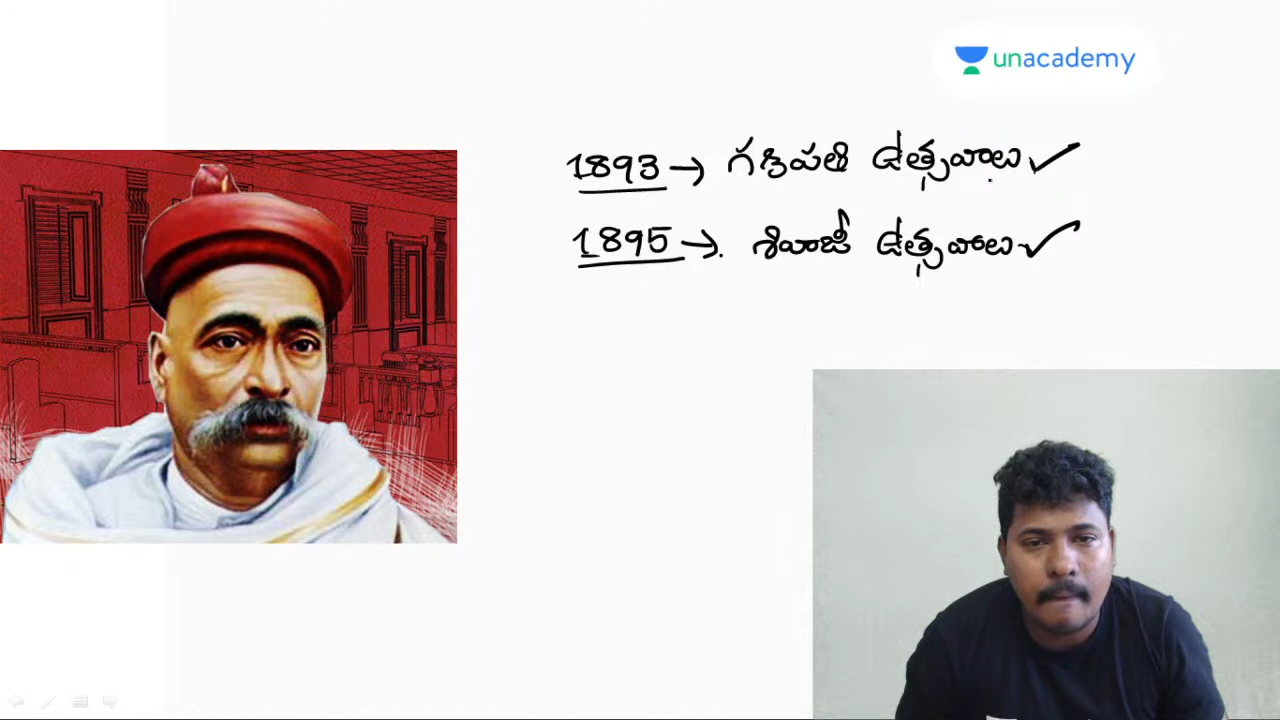 unacademy
1893 → గణపతి ఉత్సవాలు
1895 → శివాజీ ఉత్సవాలు